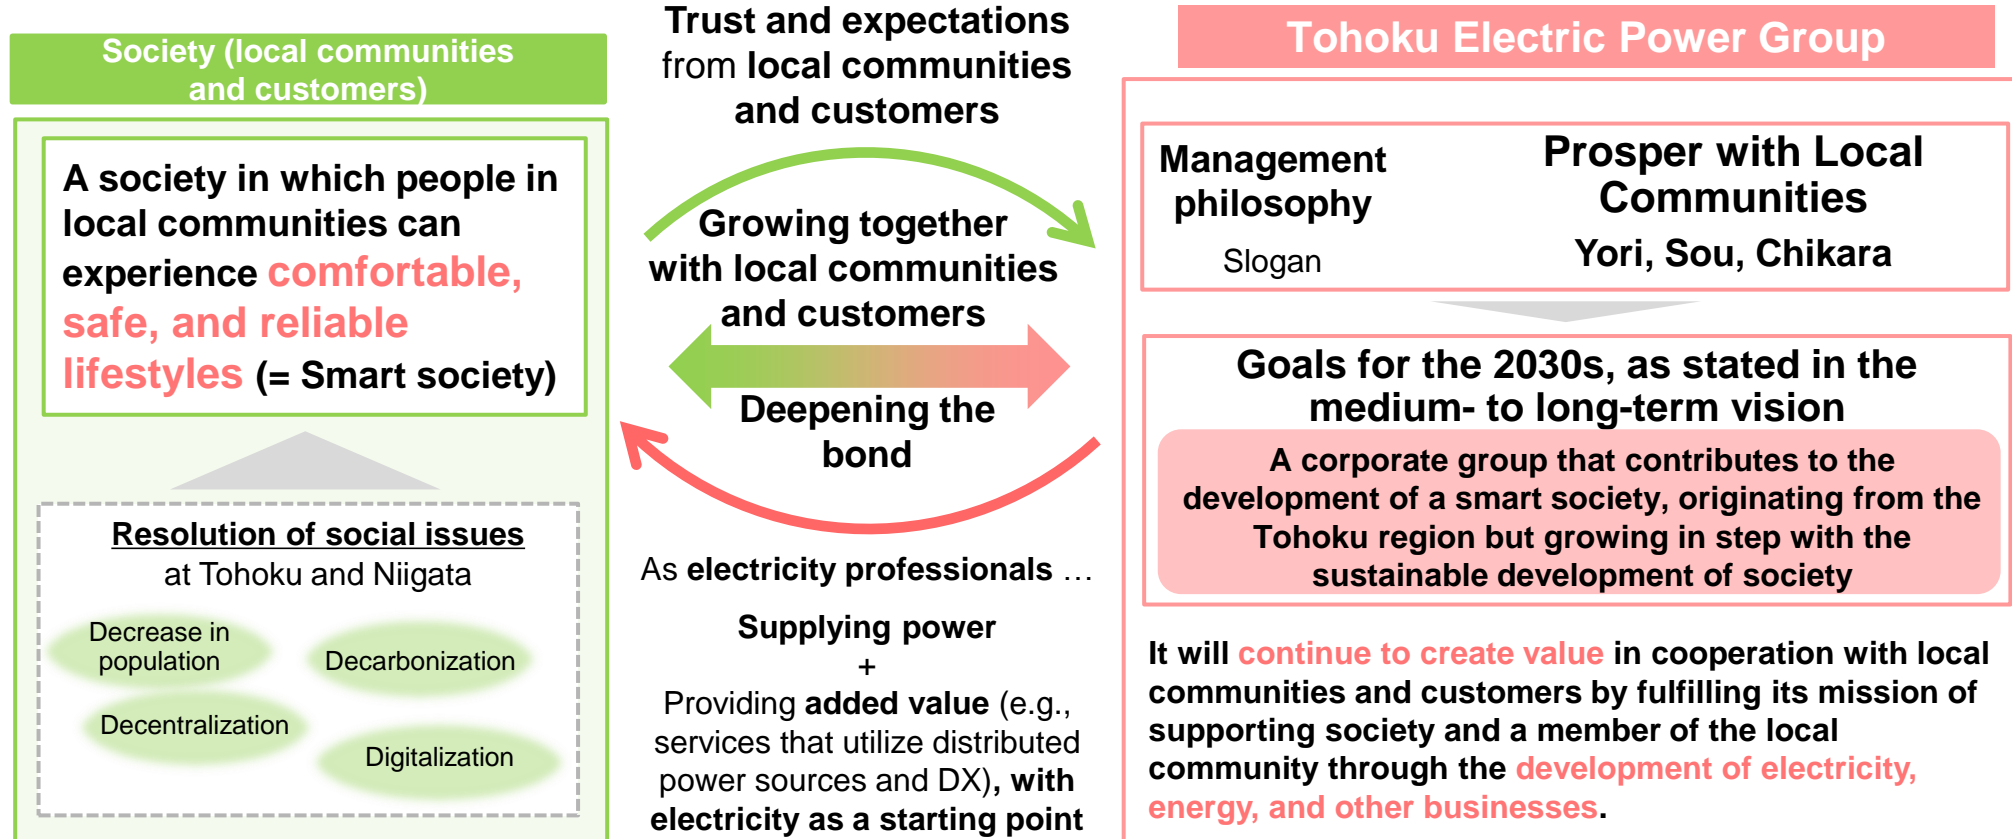 Society (local communities
and customers)
A society in which people in
local communities can
experience comfortable,
safe, and reliable
lifestyles (= Smart society)
Resolution of social issues
at Tohoku and Niigata
Decrease in
population
Decarbonization
Decentralization
Digitalization
Trust and expectations
from local communities
and customers
Growing together
with local communities
and customers
Deepening the
bond
As electricity professionals …
Supplying power
+
Providing added value (e.g.,
services that utilize distributed
power sources and DX), with
electricity as a starting point
Tohoku Electric Power Group
Management
philosophy
Prosper with Local
Communities
Slogan
Yori, Sou, Chikara
Goals for the 2030s, as stated in the
medium- to long-term vision
A corporate group that contributes to the
development of a smart society, originating from the
Tohoku region but growing in step with the
sustainable development of society
It will continue to create value in cooperation with local
communities and customers by fulfilling its mission of
supporting society and a member of the local
community through the development of electricity,
energy, and other businesses.